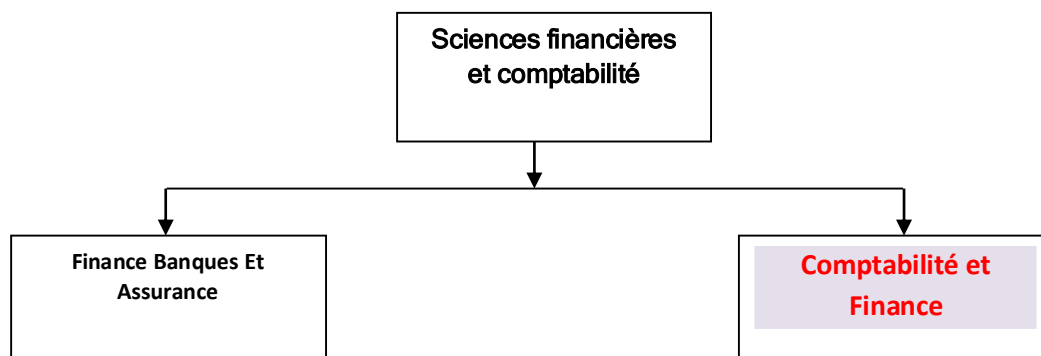 Sciences financières
et comptabilité
Finance Banques Et
Assurance
Comptabilité et
Finance